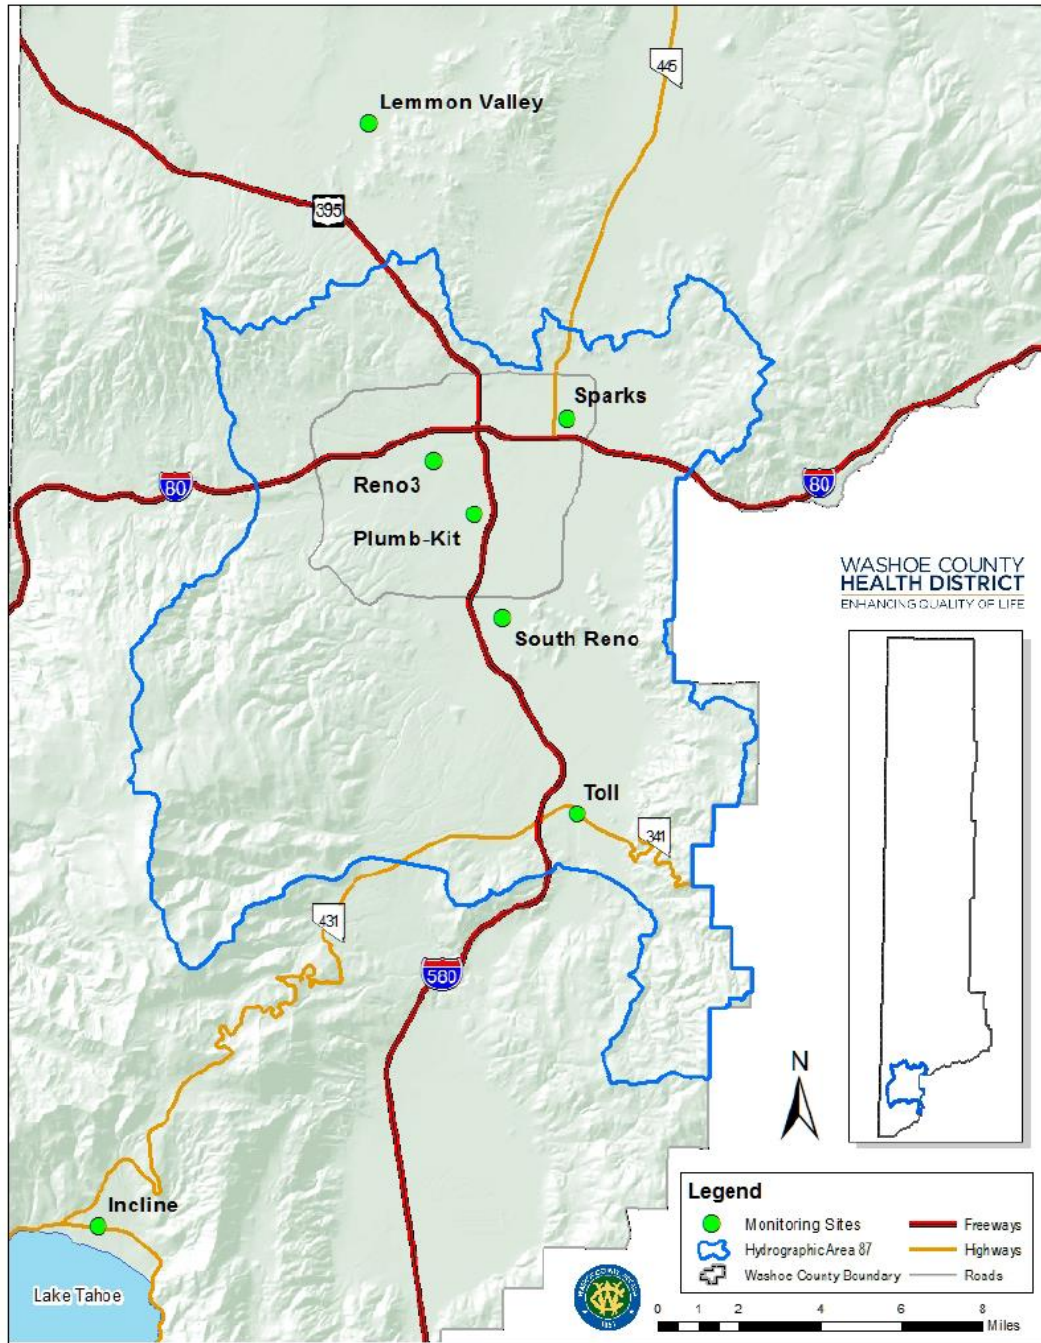 Lemmon Valley
445
395
Sparks
Reno3
80
80
Plumb-Kit
WASHOE COUNTY
HEALTH DISTRICT
ENHANCING QUALITY OF LIFE
South Reno
Toll
341
431
580
N
Incline
Lake Tahoe
Legend
Monitoring Sites
Freeways
Hydrographic Area 87
Highways
Washoe County Boundary
Roads
0 1 2 4 6 8
Miles